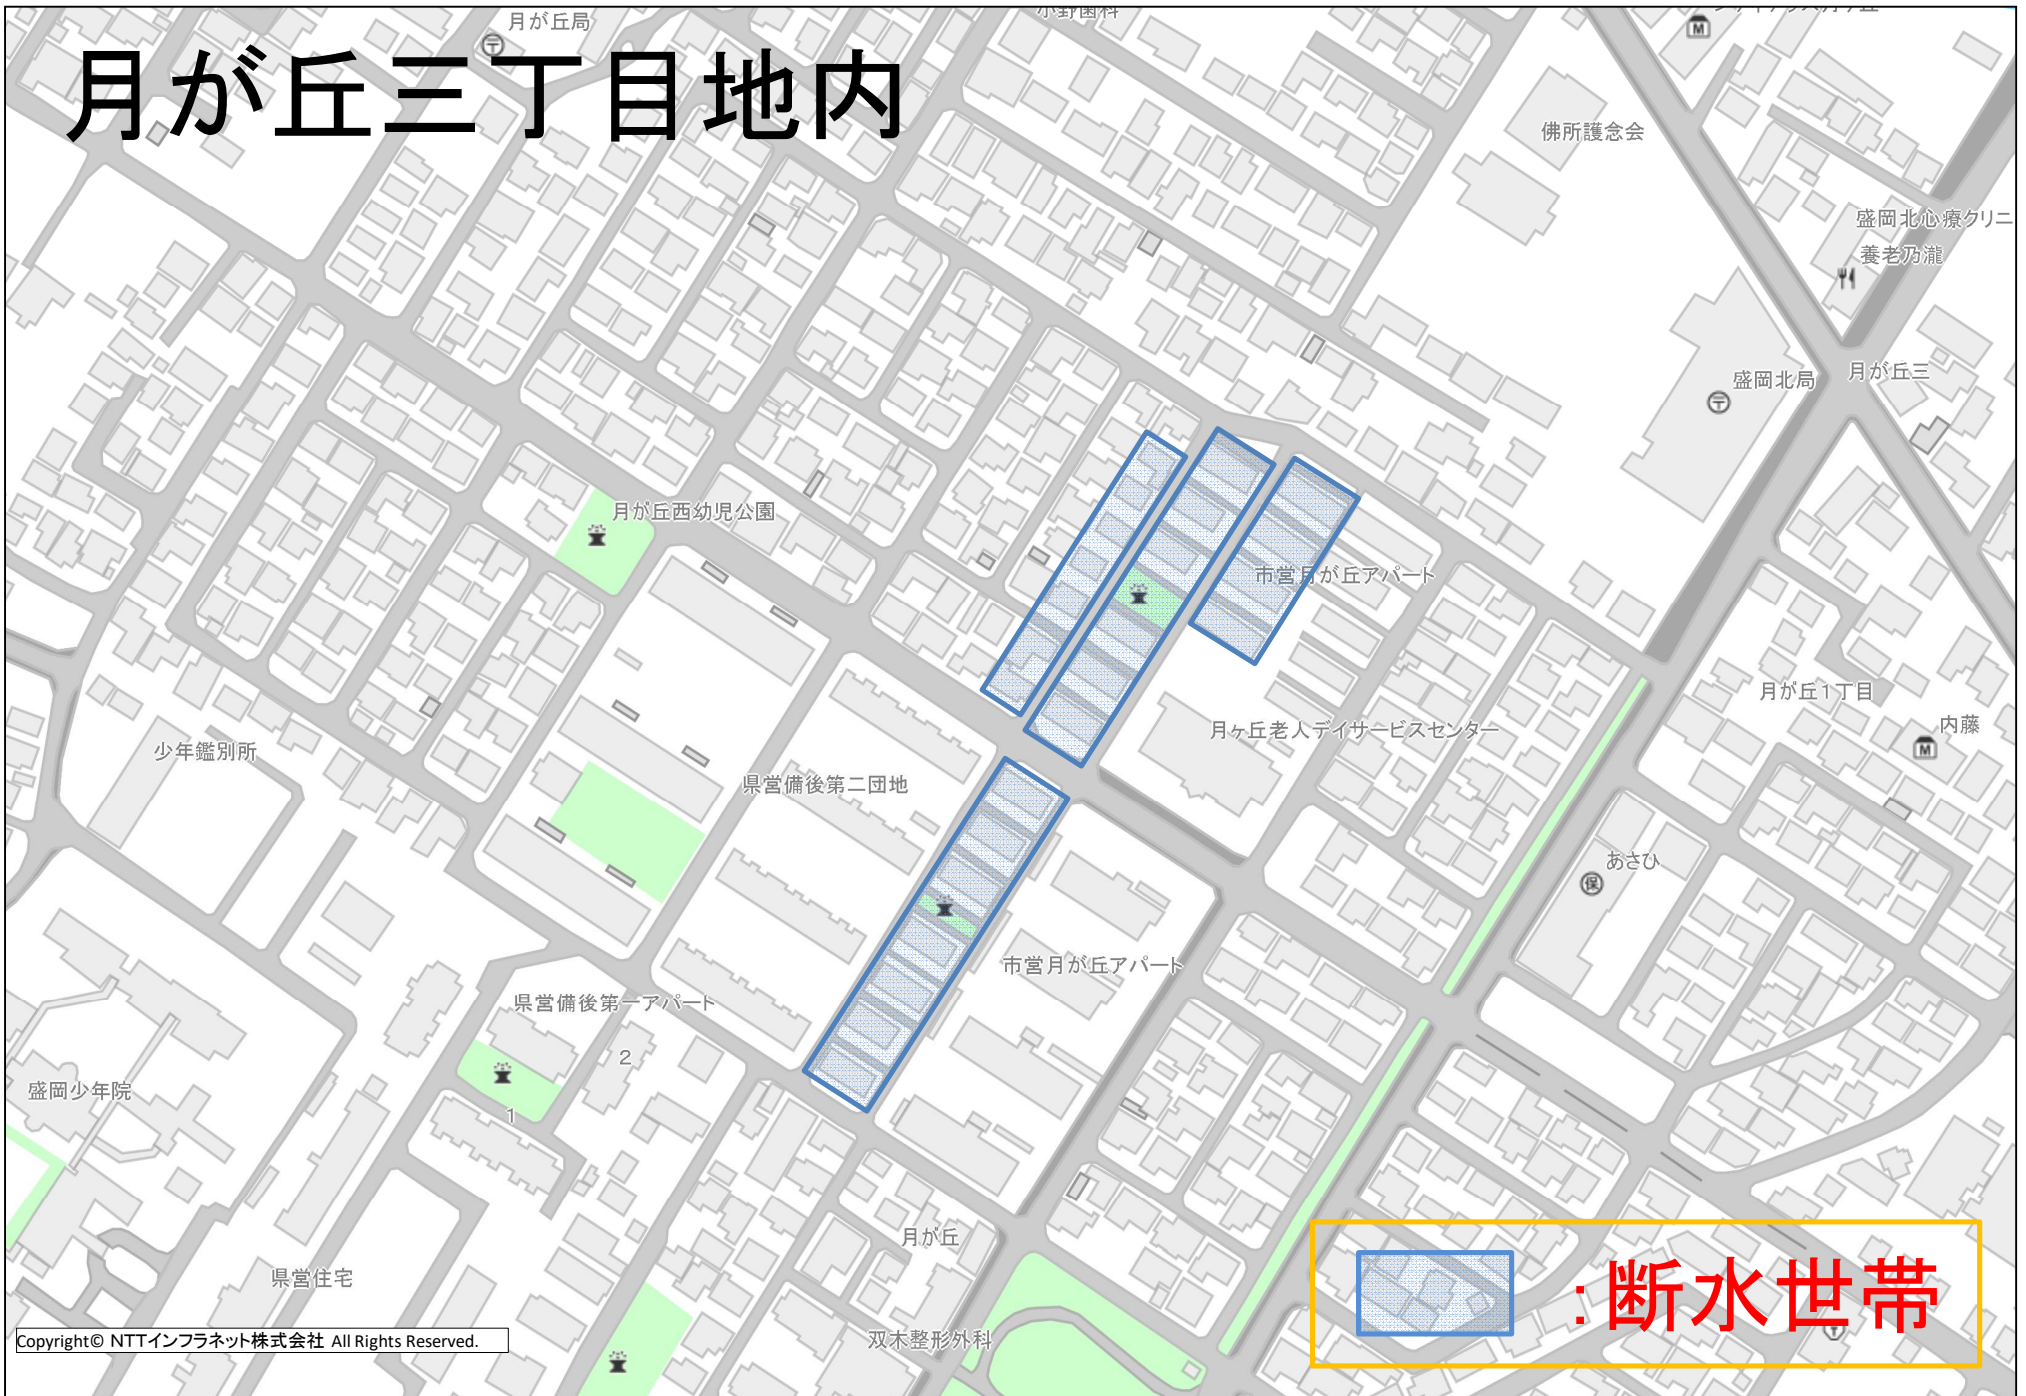 月が丘局
小野歯科
月が丘三丁目地内
佛所護念会
盛岡北心療クリニ
養老乃瀧
盛岡北局
月が丘三
月が丘西幼児公園
市営月が丘アパート
月が丘1丁目
内藤
月ヶ丘老人デイサービスセンター
少年鑑別所
県営備後第二団地
あさひ
保
市営月が丘アパート
県営備後第一アパート
2
盛岡少年院
1
月が丘
県営住宅
双木整形外科
:断水世帯
Copyright© NTTインフラネット株式会社 All Rights Reserved.